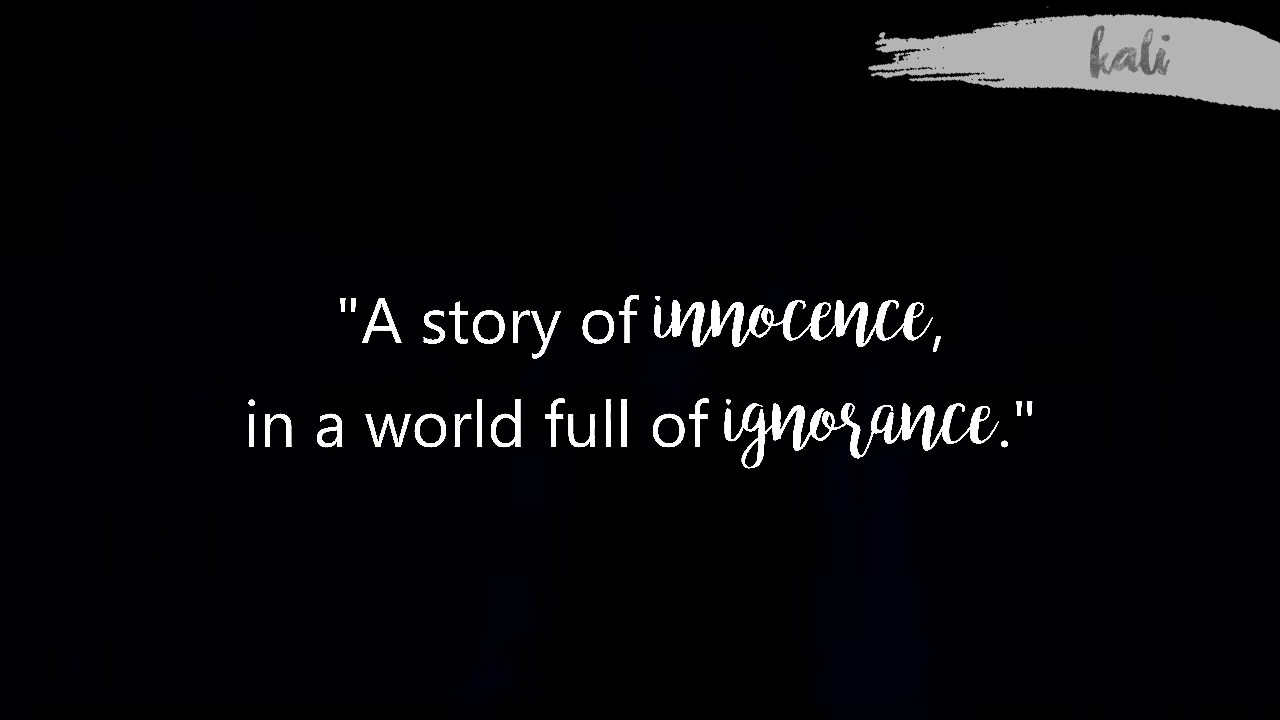 kali
"A story of innocence,
in a world full of ignorance."